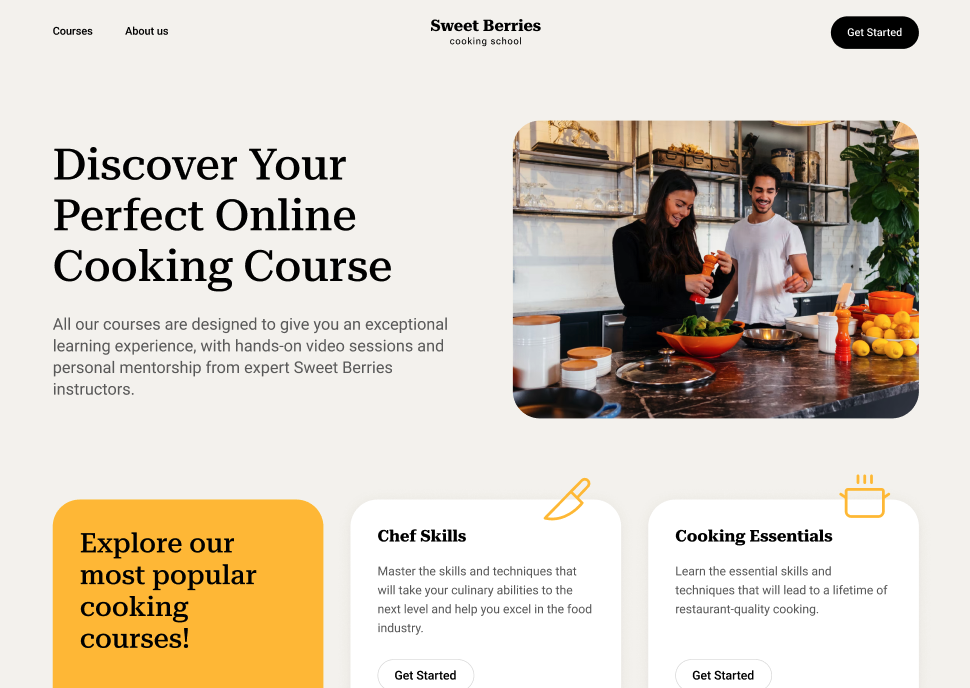 Courses
About us
Sweet Berries
cooking school
Get Started
Discover Your
Perfect Online
Cooking Course
All our courses are designed to give you an exceptional
learning experience, with hands-on video sessions and
personal mentorship from expert Sweet Berries
instructors.
Explore our
most popular
cooking
courses!
Chef Skills
Master the skills and techniques that
will take your culinary abilities to the
next level and help you excel in the food
industry.
Get Started
Cooking Essentials
Learn the essential skills and
techniques that will lead to a lifetime of
restaurant-quality cooking.
Get Started